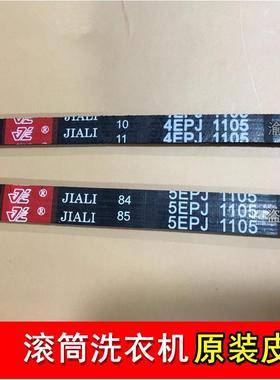 JIALI 10 4EPJ 1105
JIALI 11 4EPJ 1105
JIALI 84 5EPJ 1105
JIALI 85 5EPJ 1105
5EPJ 1105
滚筒洗衣机原装皮